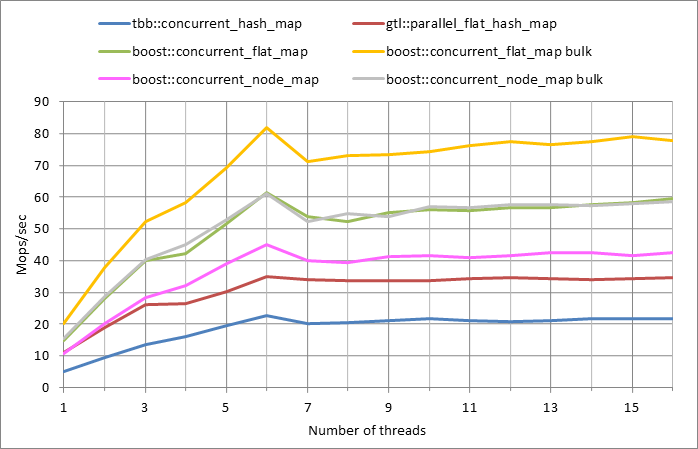 tbb::concurrent_hash_map gtl::parallel_flat_hash_map
boost::concurrent_flat_map boost::concurrent_flat_map bulk
boost::concurrent_node_map boost::concurrent_node_map bulk
90
80
70
60
50
40
30
20
10
0
Mops/sec
1 3 5 7 9 11 13 15
Number of threads